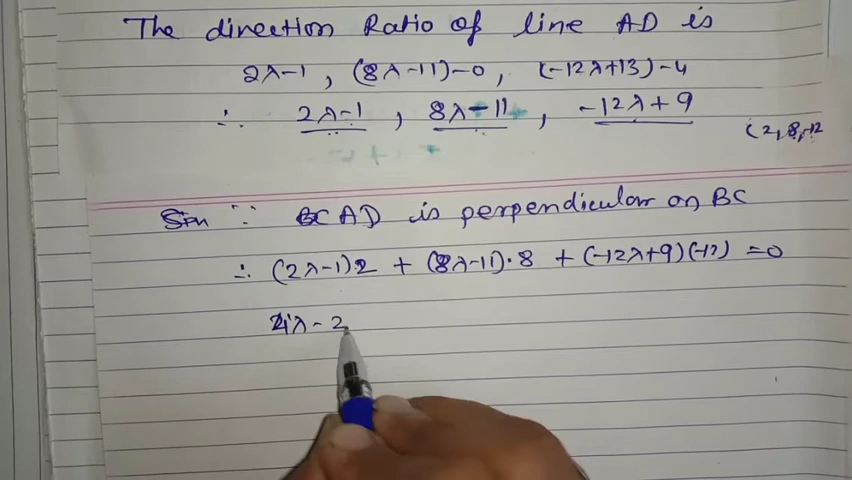 The direction Ratio of line AD is
2λ-1 , (8λ-11)-0 , (-12λ+13)-4
∴ 2λ-1 , 8λ-11 , -12λ+9
(2,8,-12
∵ AD is perpendicular on BC
∴ (2λ-1)2 + (8λ-11)·8 + (-12λ+9)(-12) =0
4λ-2